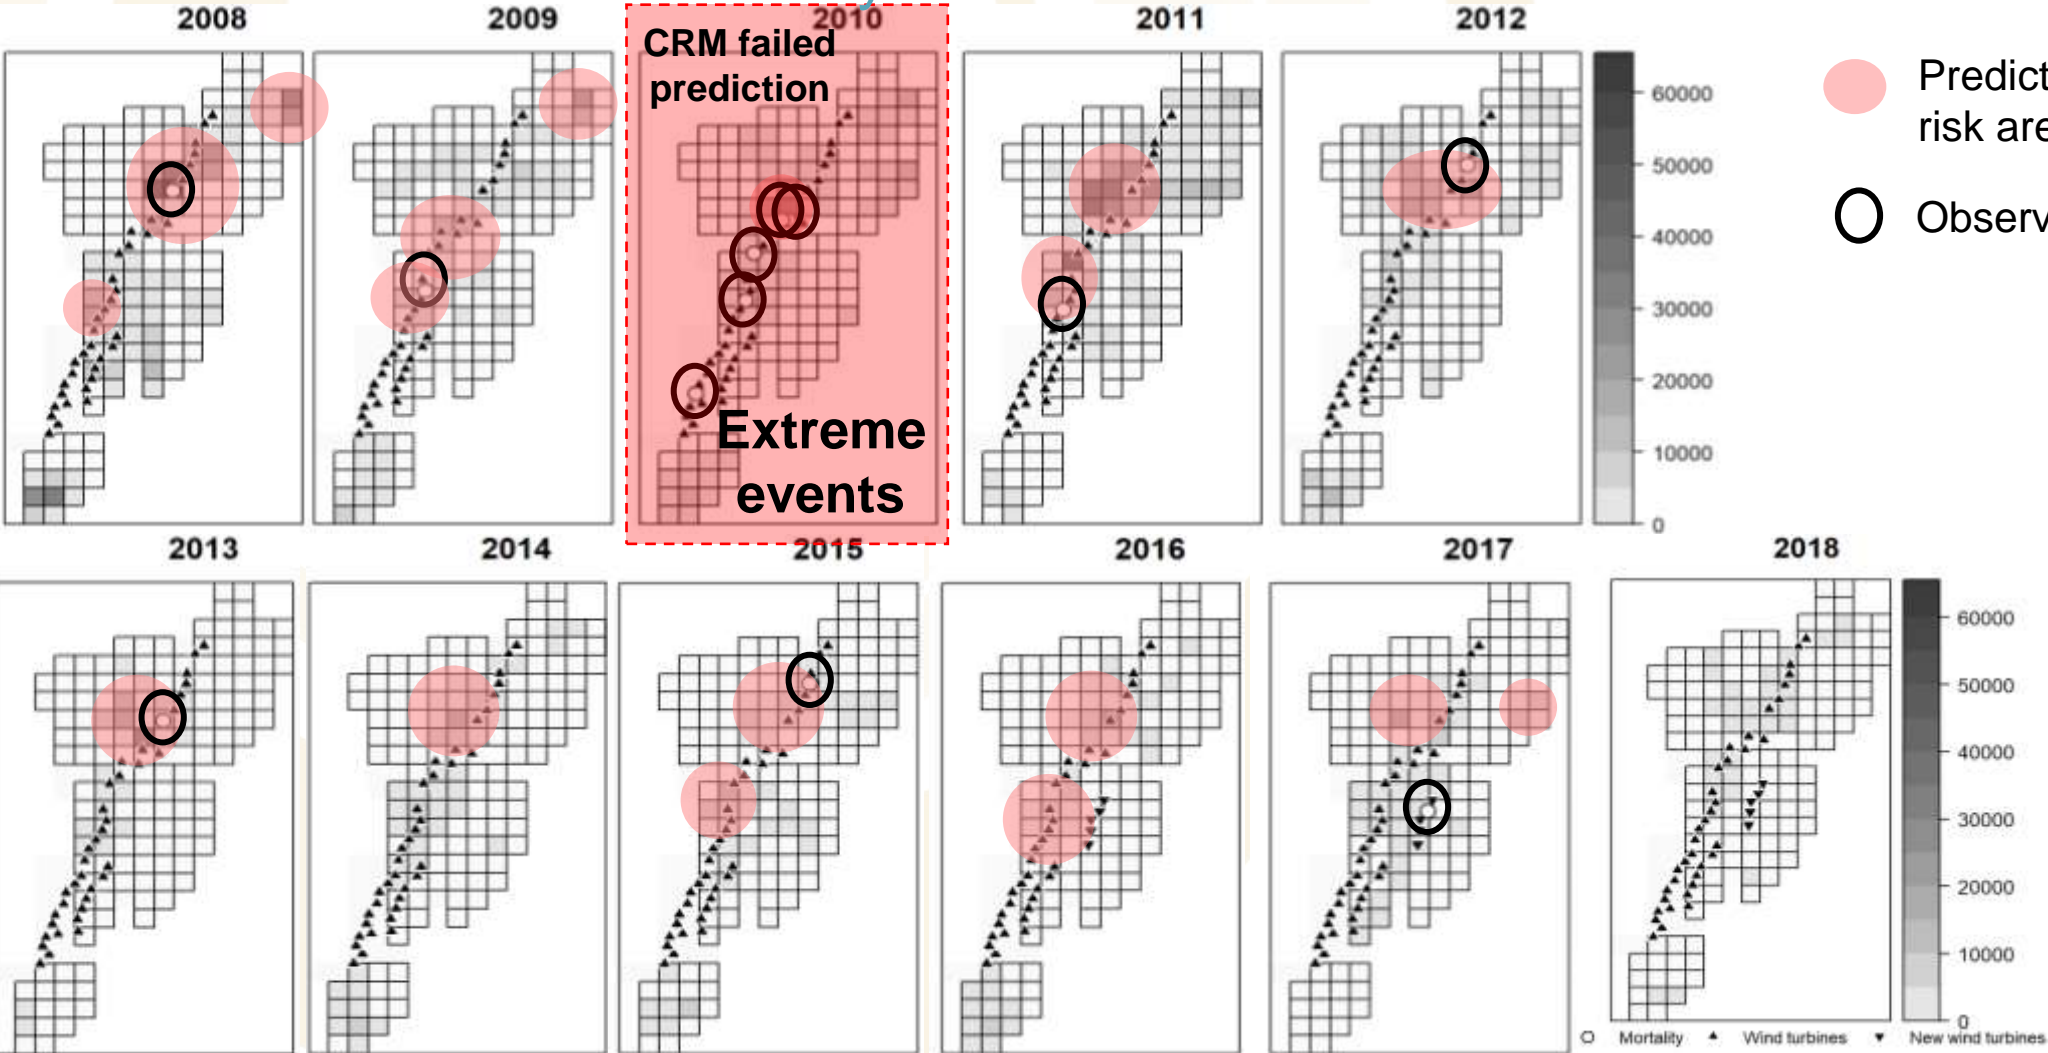 2008
2009
2010
2011
2012
CRM failed
prediction
Extreme
events
60000
50000
40000
30000
20000
10000
0
Predict
risk are
Observ
2013
2014
2015
2016
2017
2018
60000
50000
40000
30000
20000
10000
0
Mortality
Wind turbines
New wind turbines